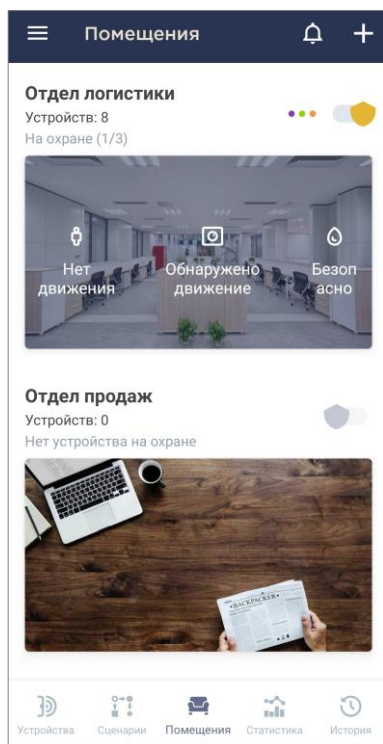 Помещения
Отдел логистики
Устройств: 8
На охране (1/3)
Нет
движения
Обнаружено
движение
Безоп
асно
Отдел продаж
Устройств: 0
Нет устройства на охране
•BACKPACKER•
Устройства
Сценарии
Помещения
Статистика
История